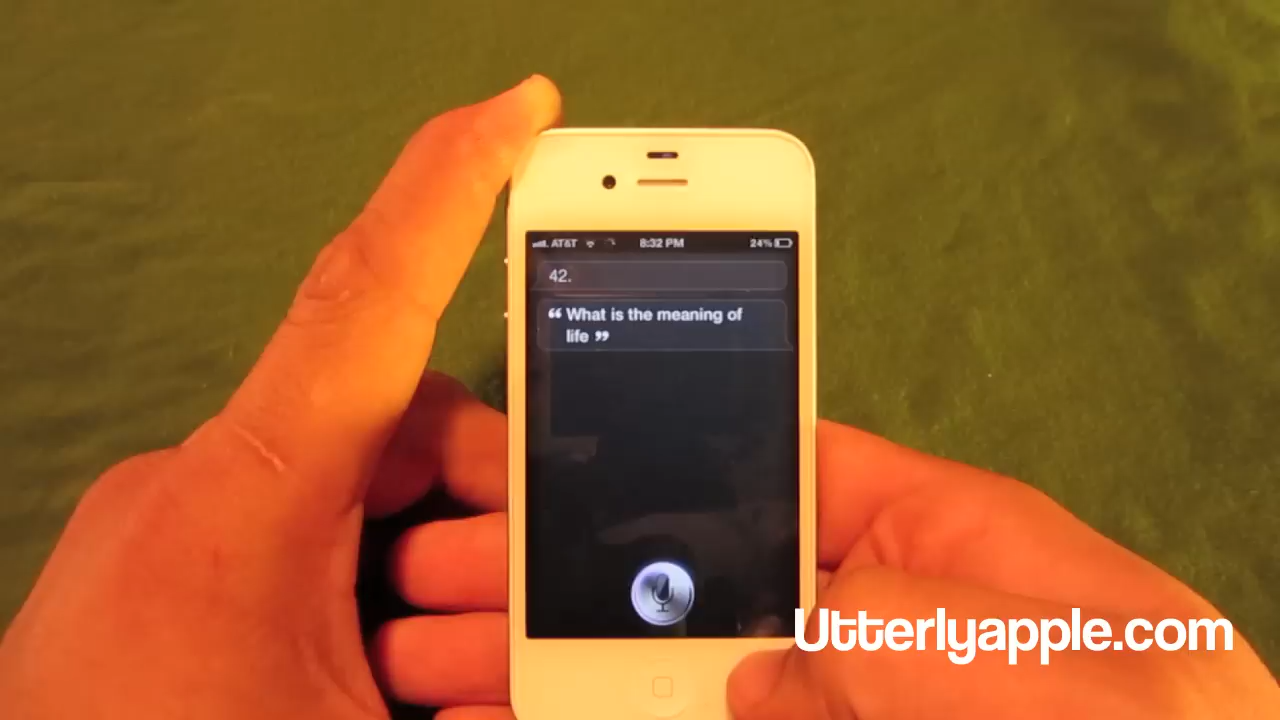 AT&T 8:32 PM 24%
42.
“ What is the meaning of
life ”
Utterlyapple.com